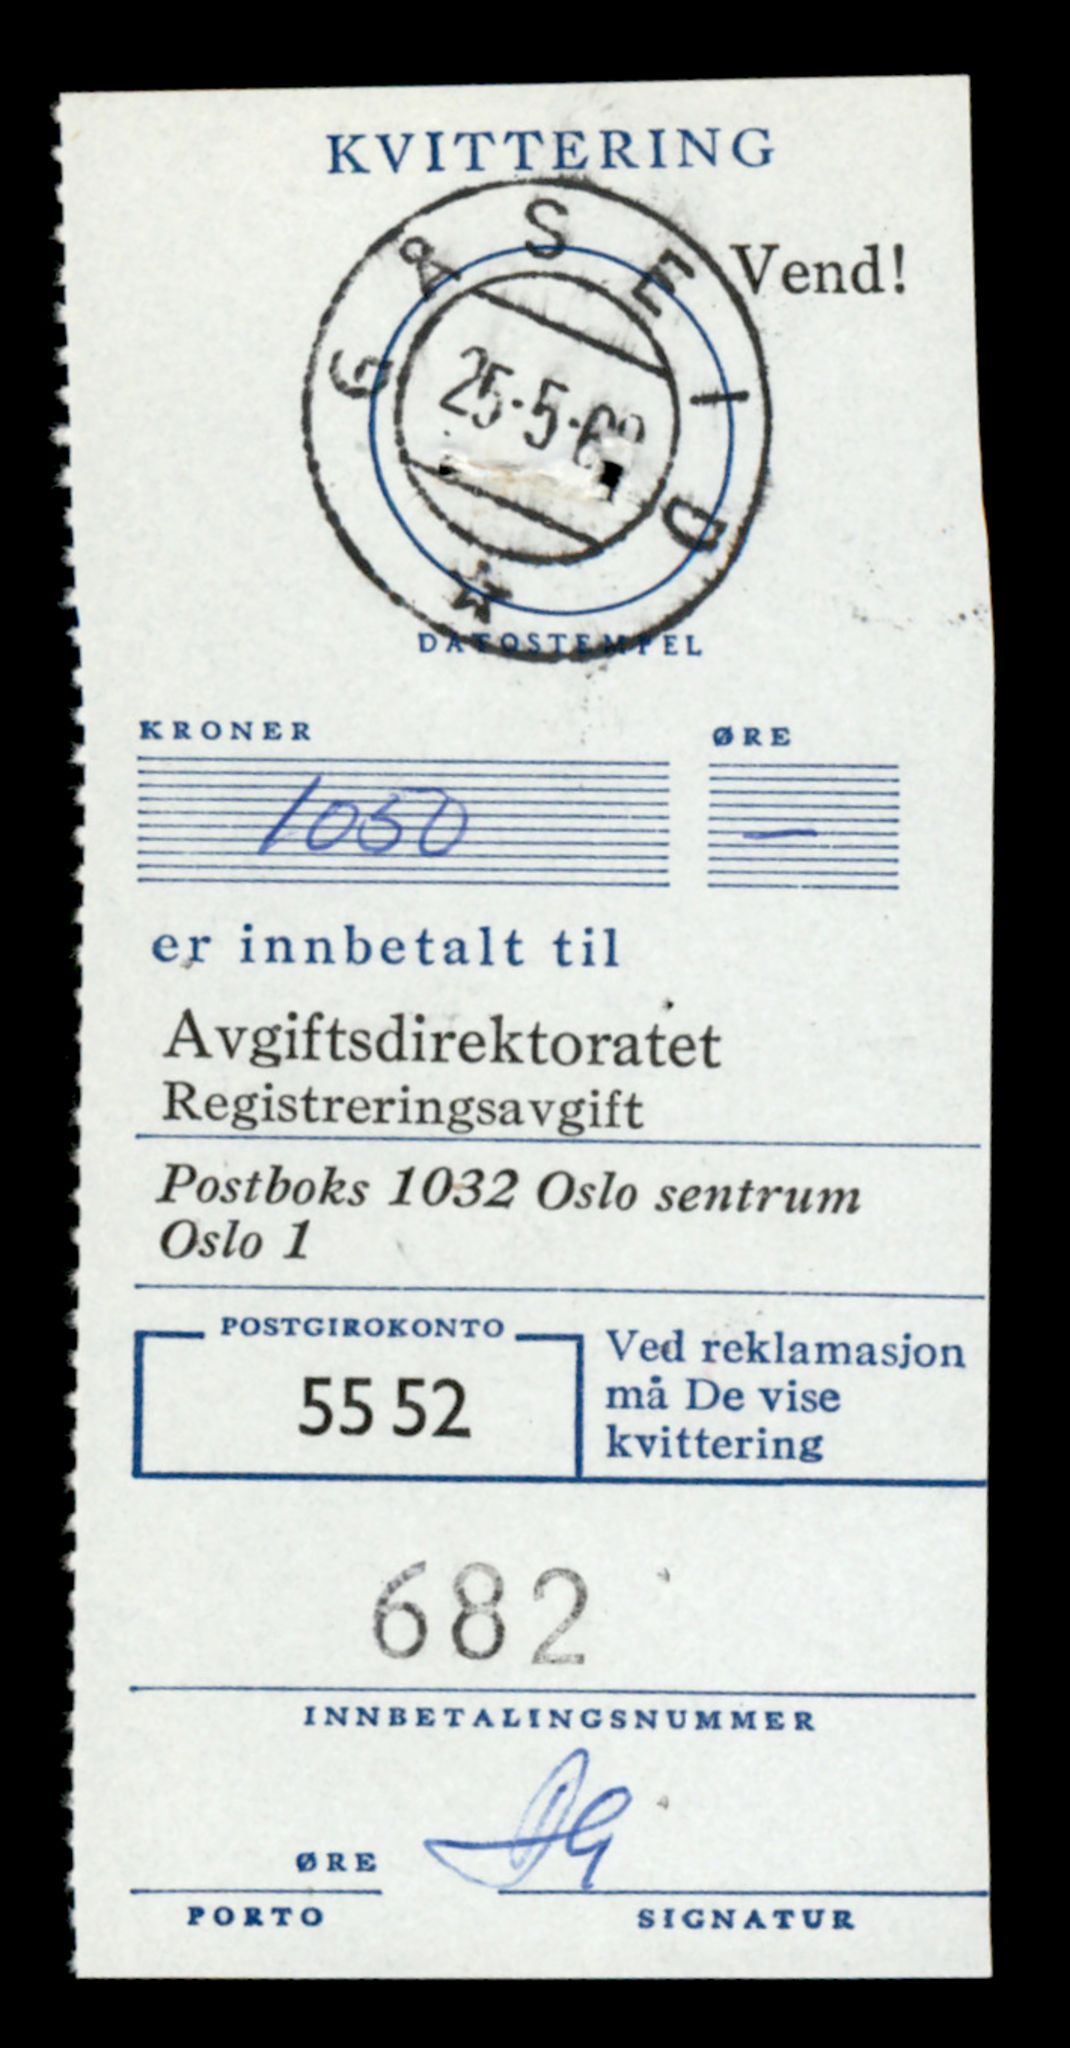 KVITTERING
Vend!
GÅSEID
25.5.6
DATOSTEMPEL
KRONER ØRE
1050 —
er innbetalt til
Avgiftsdirektoratet
Registreringsavgift
Postboks 1032 Oslo sentrum
Oslo 1
POSTGIROKONTO
55 52
Ved reklamasjon
må De vise
kvittering
682
INNBETALINGSNUMMER
ØRE
PORTO SIGNATUR